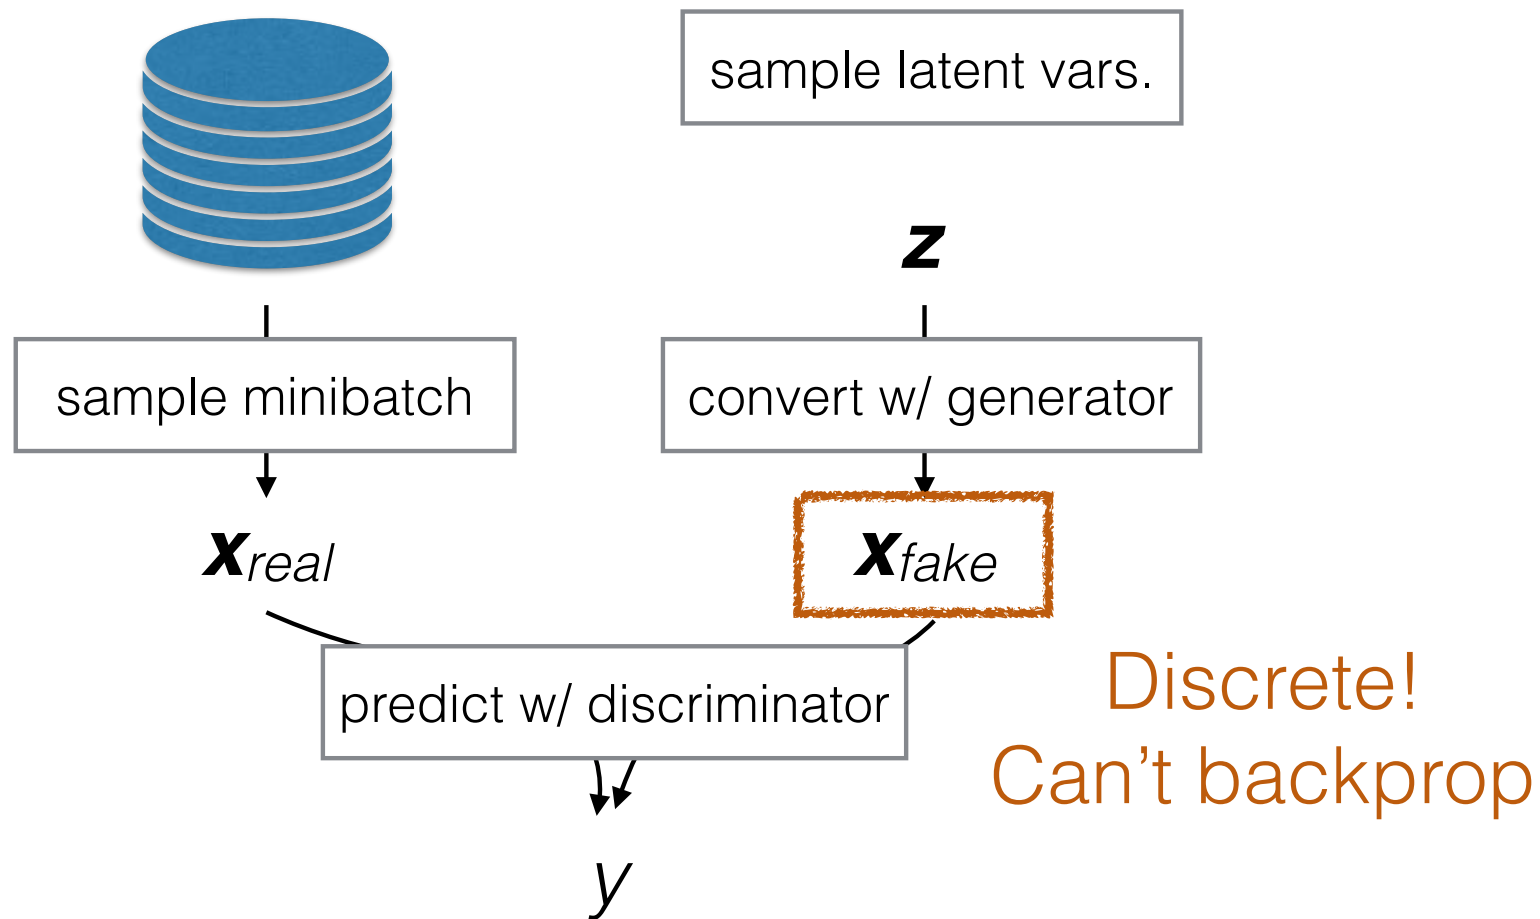 sample latent vars.
z
sample minibatch
convert w/ generator
xreal
xfake
predict w/ discriminator
Discrete!
Can't backprop
y